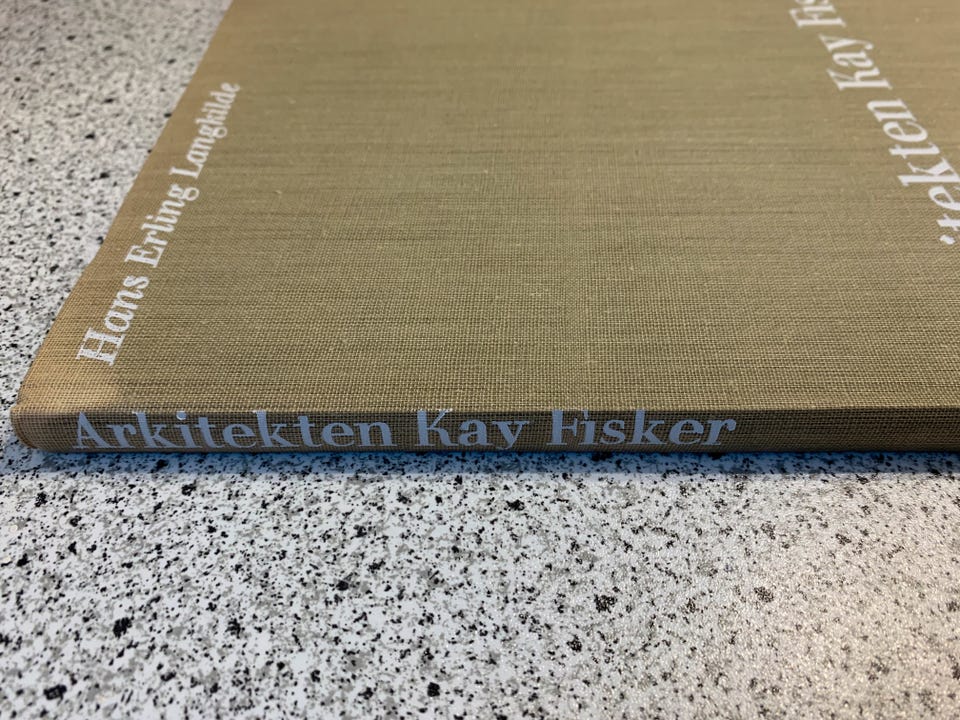 Hans Erling Langkilde
Kay
Arkitekten Kay Fisker